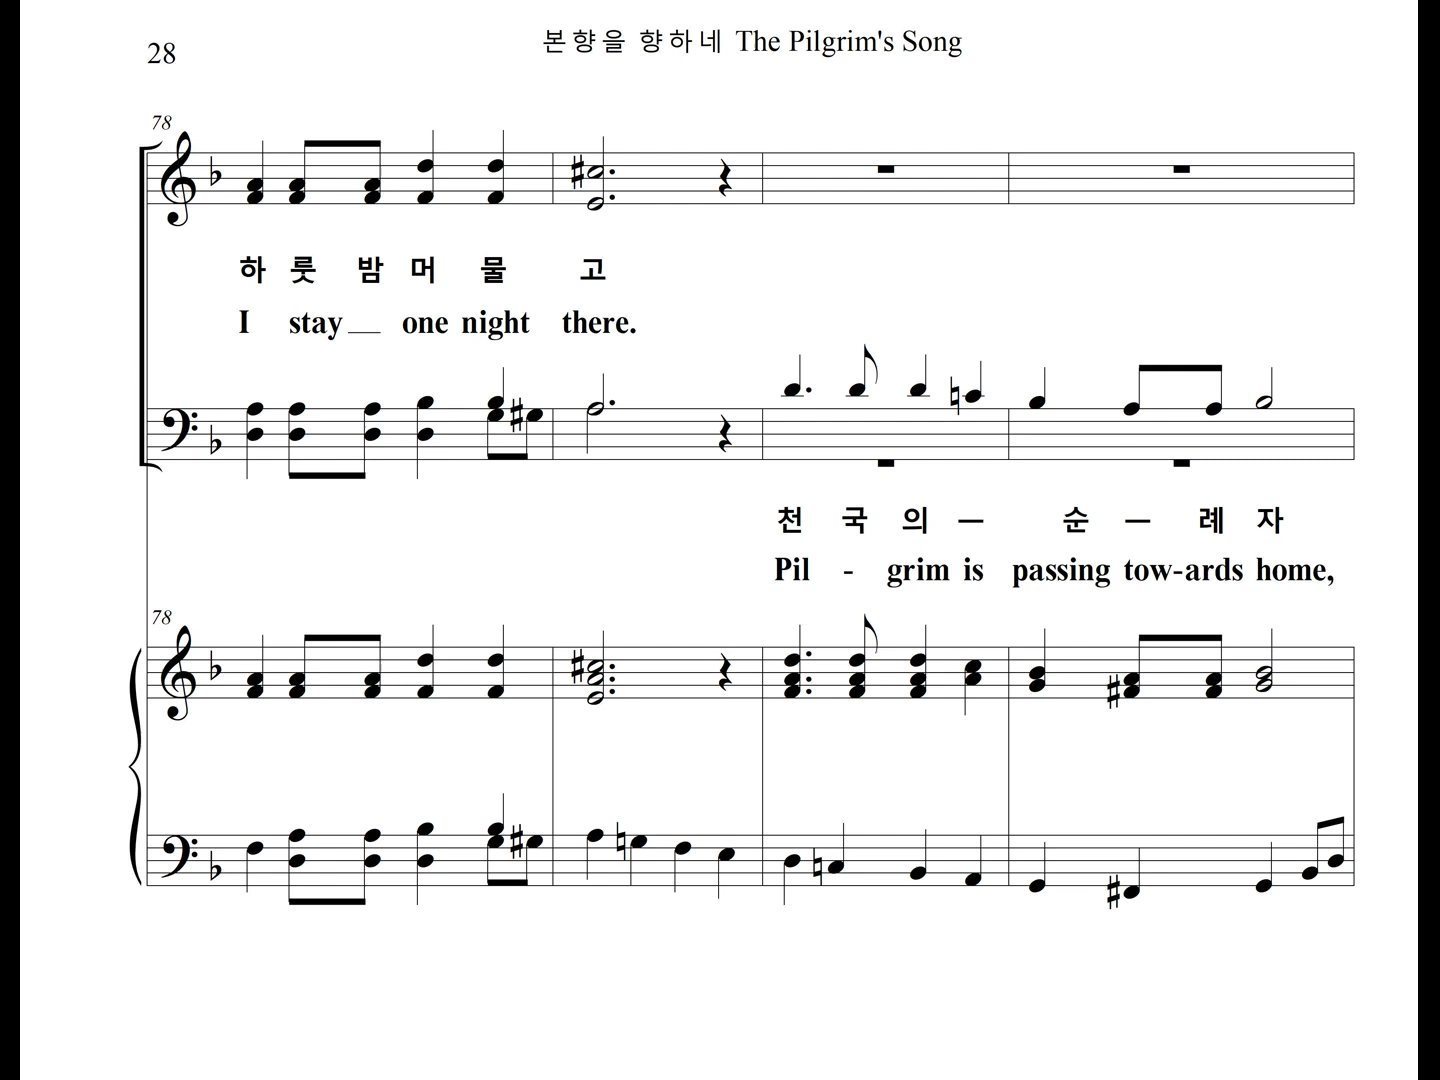 28
본향을 향하네 The Pilgrim's Song
78
하 룻 밤 머 물 고
I stay one night there.
천 국 의 — 순 — 례 자
Pil - grim is passing tow-ards home,
78